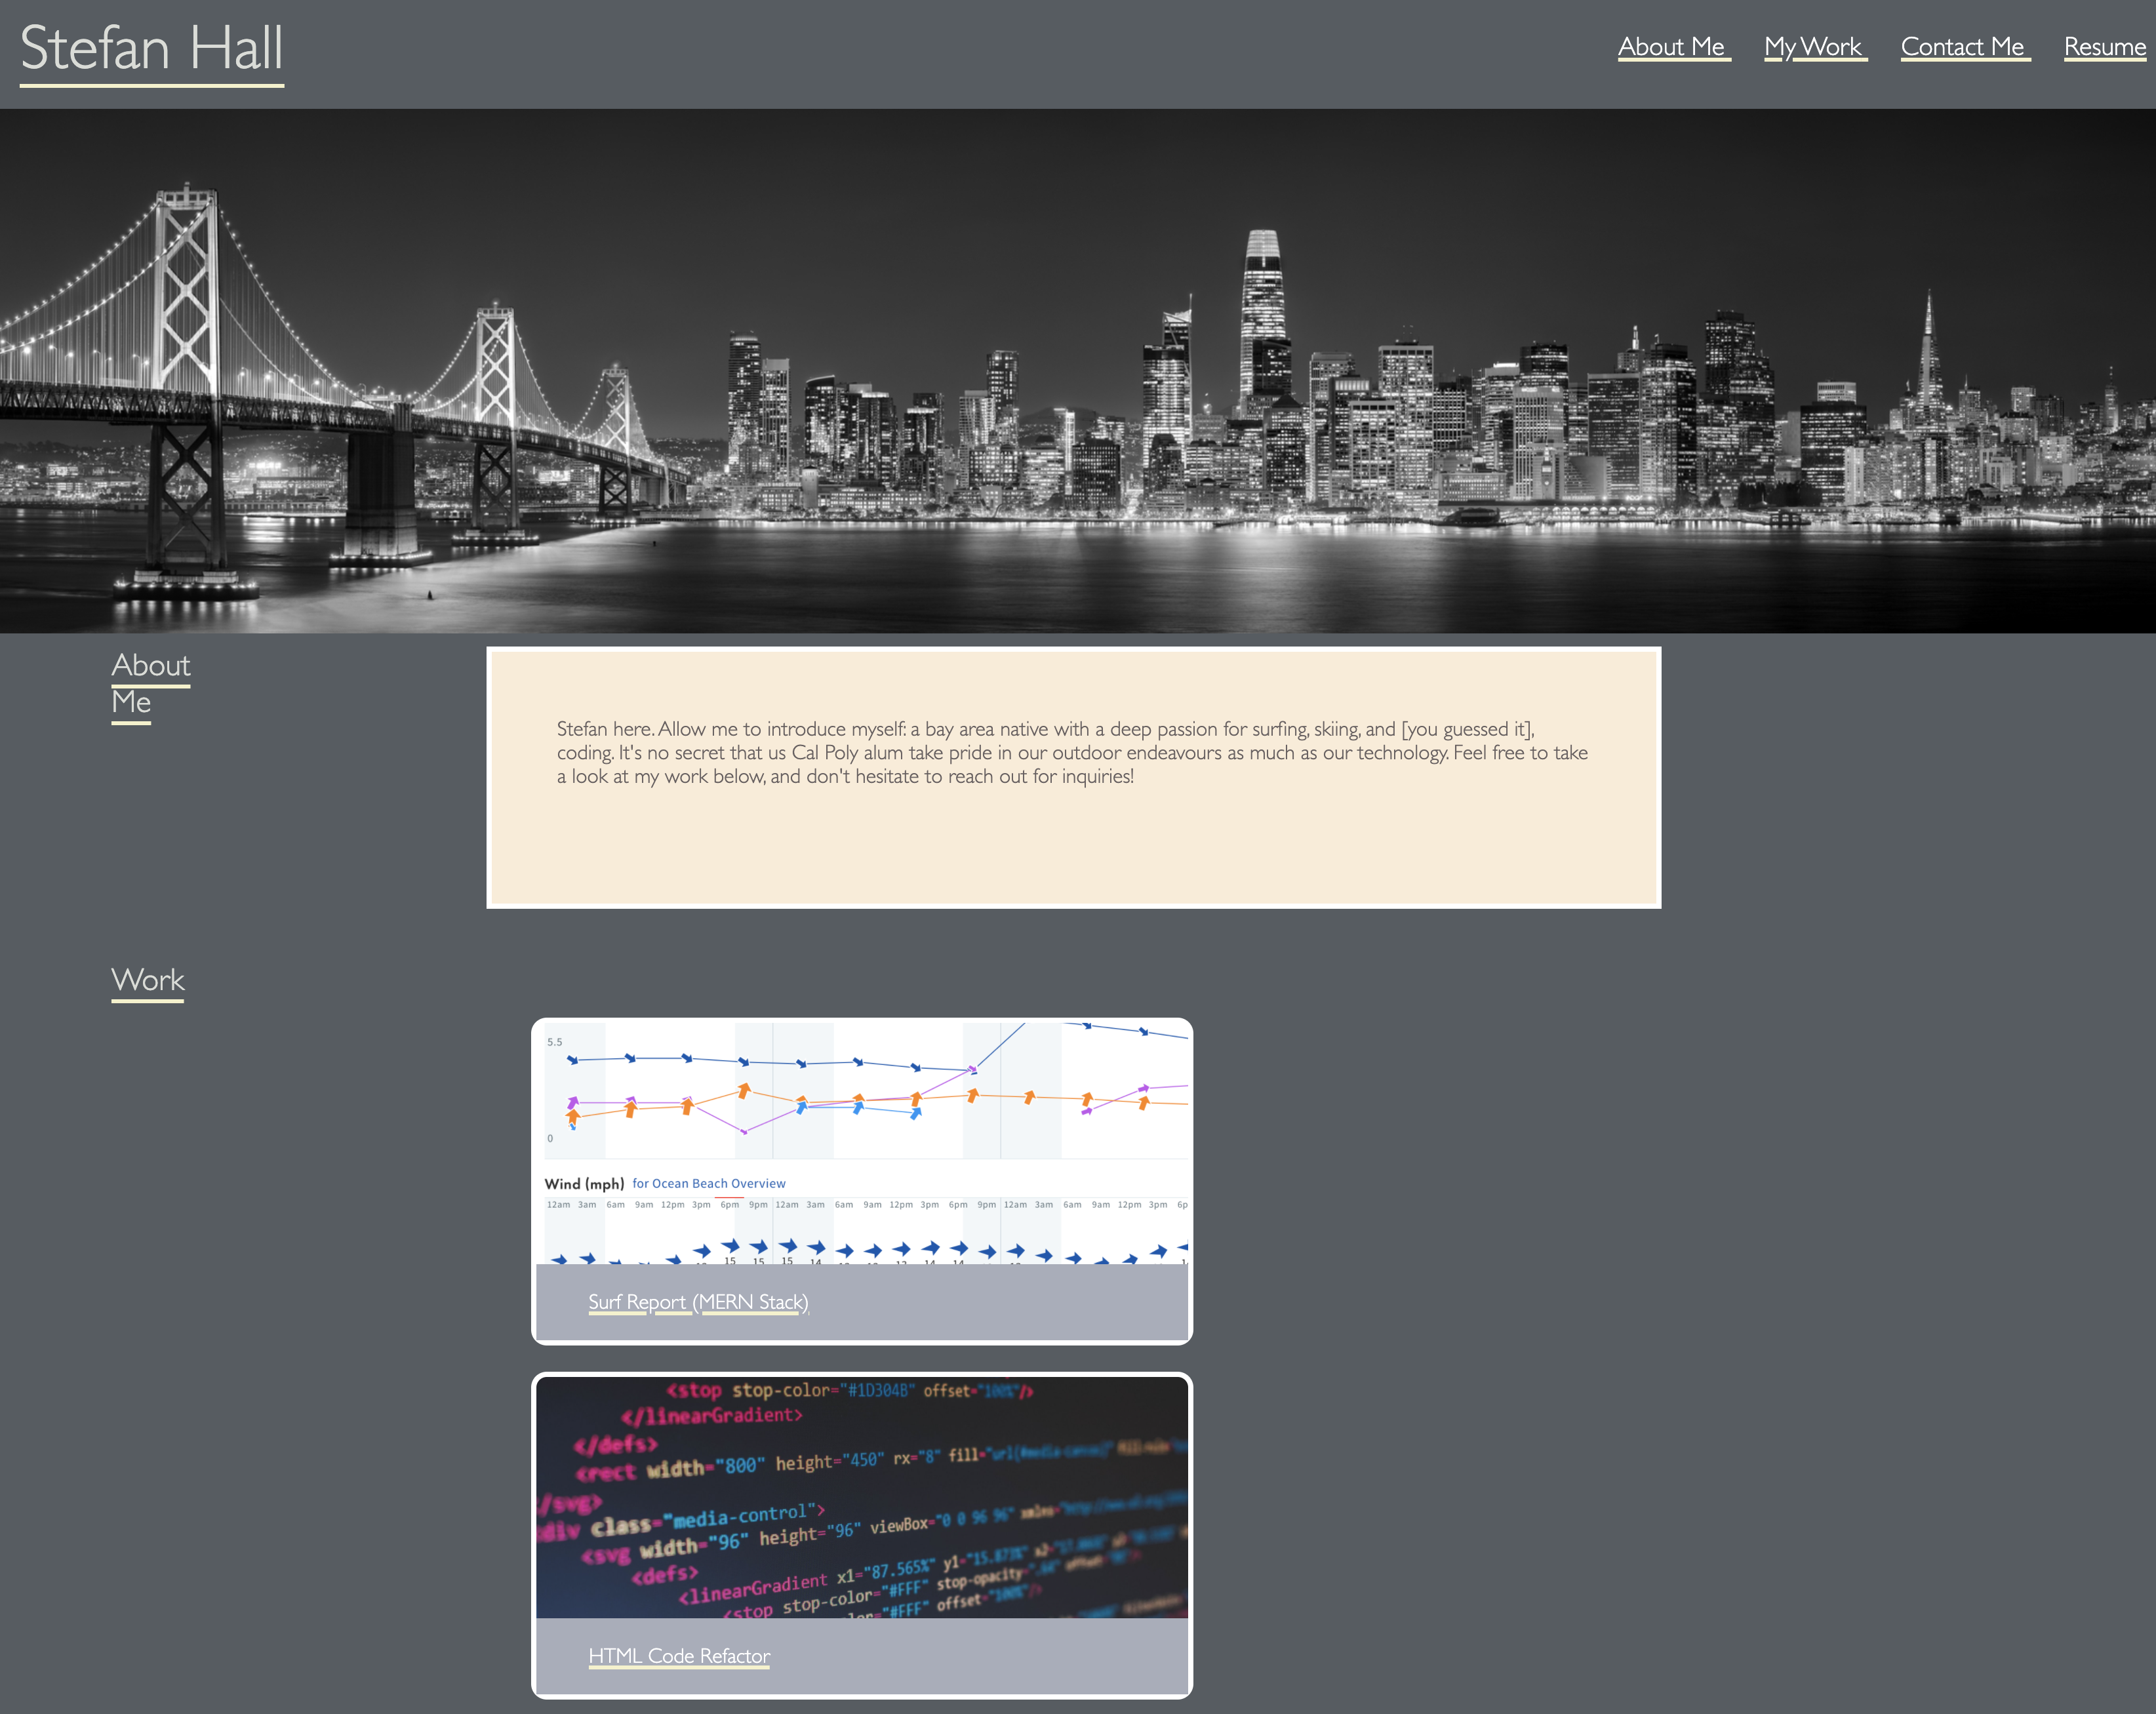 Stefan Hall
About Me My Work Contact Me Resume
About
Me
Stefan here. Allow me to introduce myself: a bay area native with a deep passion for surfing, skiing, and [you guessed it],
coding. It's no secret that us Cal Poly alum take pride in our outdoor endeavours as much as our technology. Feel free to take
a look at my work below, and don't hesitate to reach out for inquiries!
Work
5.5
0
Wind (mph) for Ocean Beach Overview
12am 3am 6am 9am 12pm 3pm 6pm 9pm 12am 3am 6am 9am 12pm 3pm 6pm 9pm 12am 3am 6am 9am 12pm 3pm 6p
15 15 15 14 14 14
Surf Report (MERN Stack)
<stop stop-color="#1D304B" offset="100%"/>
</linearGradient>
</defs>
<rect width="800" height="450" rx="8" fill="url(#media-canvas)"
/svg>
div class="media-control">
<svg width="96" height="96" viewBox="0 0 96 96" xmlns=
<defs>
<linearGradient x1="87.565%" y1="15.873%"
<stop stop-color="#FFF" stop-opacity=
color="#FFF" offset="100%"
HTML Code Refactor